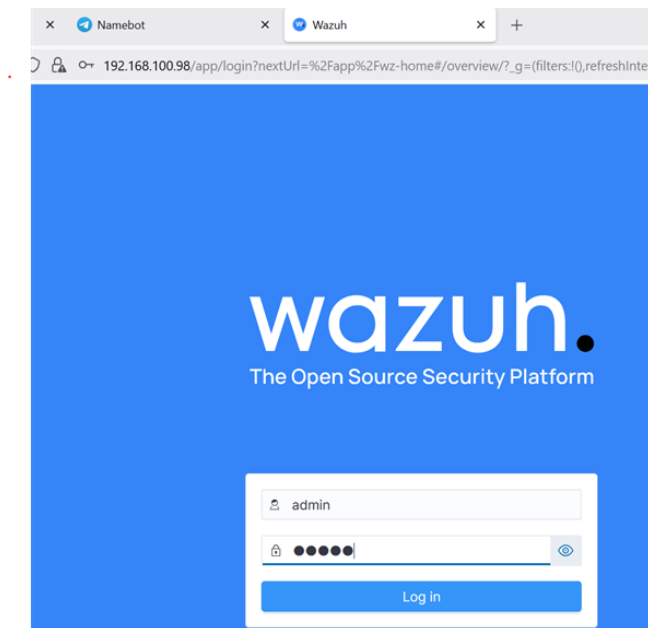 Namebot
Wazuh
192.168.100.98/app/login?nextUrl=%2Fapp%2Fwz-home#/overview/?_g=(filters:!(),refreshInte
wazuh.
The Open Source Security Platform
admin
Log in